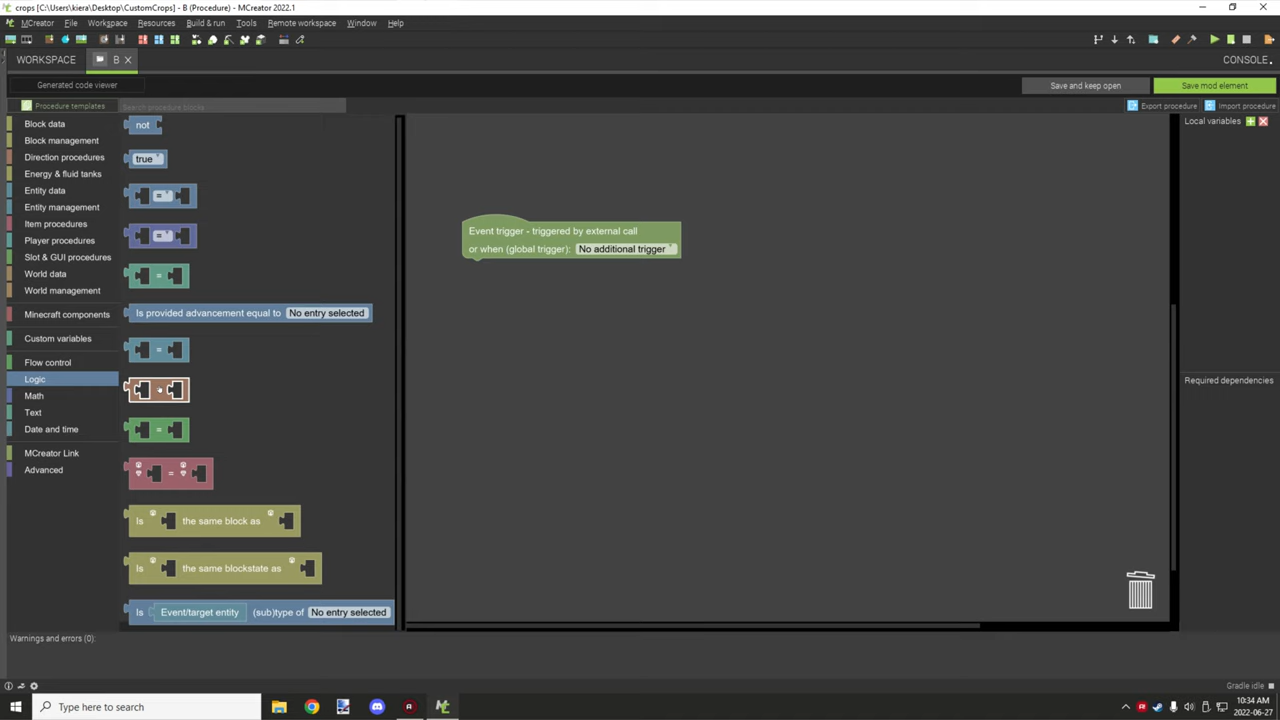 crops [C:\Users\kiera\Desktop\CustomCrops] - B (Procedure) - MCreator 2022.1
MCreator File Workspace Resources Build & run Tools Remote workspace Window Help
WORKSPACE B CONSOLE
Generated code viewer Save and keep open Save mod element
Procedure templates Search procedure blocks Export procedure Import procedure
Block data
Block management
Direction procedures
Energy & fluid tanks
Entity data
Entity management
Item procedures
Player procedures
Slot & GUI procedures
World data
World management
Minecraft components
Custom variables
Flow control
Logic
Math
Text
Date and time
MCreator Link
Advanced
not
true
=
=
=
Is provided advancement equal to No entry selected
=
=
=
Is the same block as
Is the same blockstate as
Is Event/target entity (sub)type of No entry selected
Event trigger - triggered by external call
or when (global trigger): No additional trigger
Local variables
Required dependencies
Warnings and errors (0):
Gradle idle
Type here to search
10:34 AM
2022-06-27